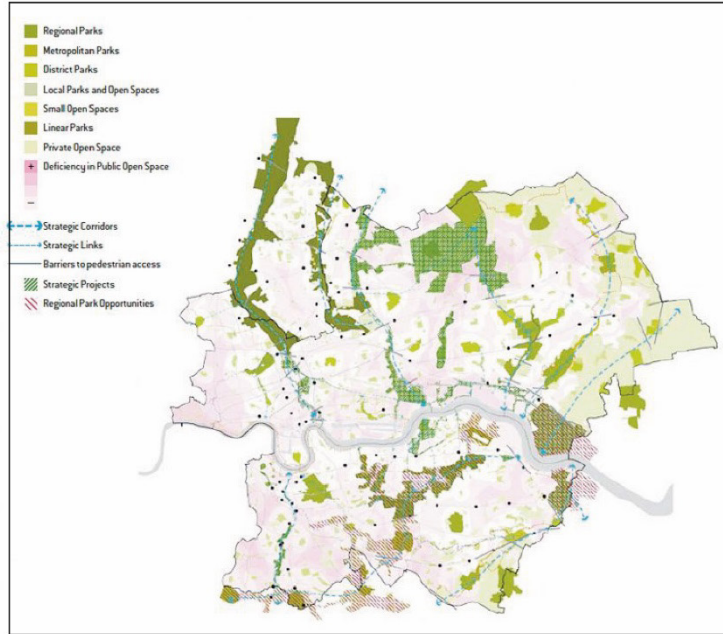 Regional Parks
Metropolitan Parks
District Parks
Local Parks and Open Spaces
Small Open Spaces
Linear Parks
Private Open Space
+ Deficiency in Public Open Space
–
Strategic Corridors
Strategic Links
Barriers to pedestrian access
Strategic Projects
Regional Park Opportunities